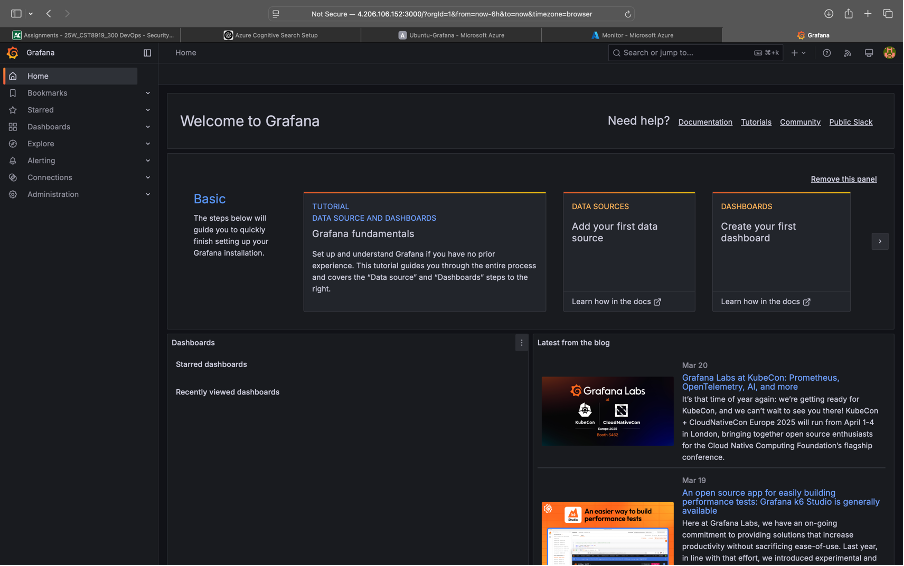 Not Secure — 4.206.106.152:3000/?orgId=1&from=now-6h&to=now&timezone=browser
Assignments - 25W_CST8919_300 DevOps - Security...
Azure Cognitive Search Setup
Ubuntu-Grafana - Microsoft Azure
Monitor - Microsoft Azure
Grafana
Grafana
Home
Search or jump to...
⌘+k
Home
Bookmarks
Starred
Dashboards
Explore
Alerting
Connections
Administration
Welcome to Grafana
Need help?
Documentation
Tutorials
Community
Public Slack
Remove this panel
Basic
The steps below will
guide you to quickly
finish setting up your
Grafana installation.
TUTORIAL
DATA SOURCE AND DASHBOARDS
Grafana fundamentals
Set up and understand Grafana if you have no prior
experience. This tutorial guides you through the entire process
and covers the “Data source” and “Dashboards” steps to the
right.
DATA SOURCES
Add your first data
source
Learn how in the docs
DASHBOARDS
Create your first
dashboard
Learn how in the docs
Dashboards
Starred dashboards
Recently viewed dashboards
Latest from the blog
Grafana Labs
at
KubeCon
CloudNativeCon
Europe 2025
Mar 20
Grafana Labs at KubeCon: Prometheus,
OpenTelemetry, AI, and more
It’s that time of year again: we’re getting ready for
KubeCon, and we can’t wait to see you there! KubeCon
+ CloudNativeCon Europe 2025 will run from April 1-4
in London, bringing together open source enthusiasts
for the Cloud Native Computing Foundation’s flagship
conference.
An easier way to build
performance tests
Mar 19
An open source app for easily building
performance tests: Grafana k6 Studio is generally
available
Here at Grafana Labs, we have an on-going
commitment to providing solutions that increase
productivity without sacrificing ease-of-use. Last year,
in line with that effort, we introduced experimental and